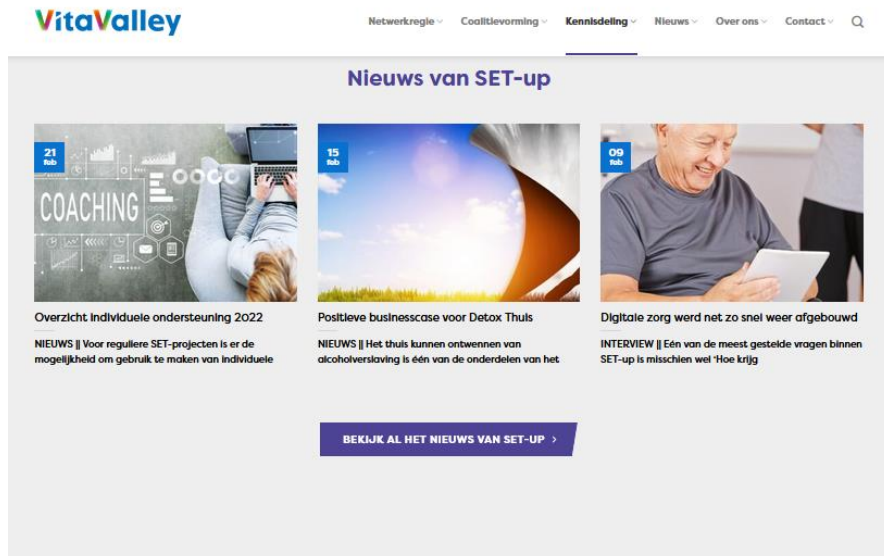 VitaValley
Netwerkregie Coalitievorming Kennisdeling Nieuws Over ons Contact
Nieuws van SET-up
21
feb
COACHING
15
feb
09
feb
Overzicht individuele ondersteuning 2022
NIEUWS || Voor reguliere SET-projecten is er de
mogelijkheid om gebruik te maken van individuele
Positieve businesscase voor Detox Thuis
NIEUWS || Het thuis kunnen ontwennen van
alcoholverslaving is één van de onderdelen van het
Digitale zorg werd net zo snel weer afgebouwd
INTERVIEW || Eén van de meest gestelde vragen binnen
SET-up is misschien wel ‘Hoe krijg
BEKIJK AL HET NIEUWS VAN SET-UP >